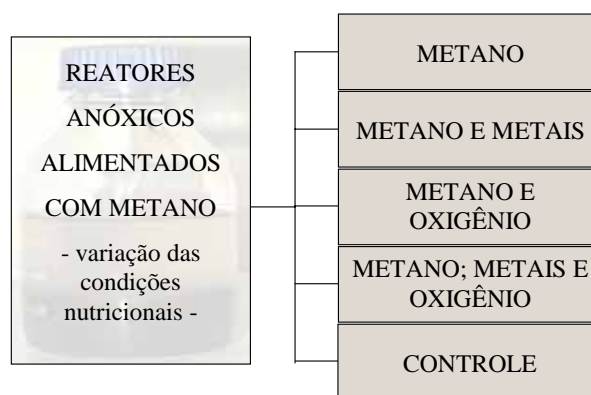 REATORES
ANÓXICOS
ALIMENTADOS
COM METANO
- variação das
condições
nutricionais -
METANO
METANO E METAIS
METANO E
OXIGÊNIO
METANO; METAIS E
OXIGÊNIO
CONTROLE